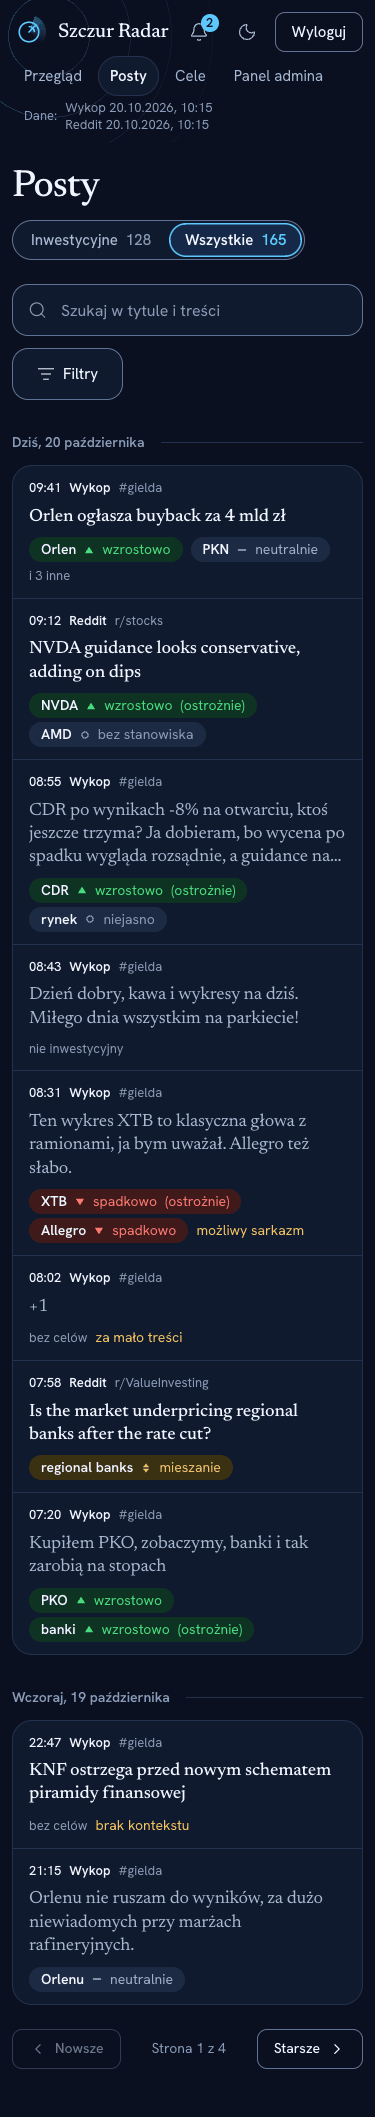 Szczur Radar 2 Wyloguj
Przegląd Posty Cele Panel admina
Dane: Wykop 20.10.2026, 10:15
Reddit 20.10.2026, 10:15
Posty
Inwestycyjne 128 Wszystkie 165
Szukaj w tytule i treści
Filtry
Dziś, 20 października
09:41 Wykop #gielda
Orlen ogłasza buyback za 4 mld zł
Orlen wzrostowo PKN neutralnie
i 3 inne
09:12 Reddit r/stocks
NVDA guidance looks conservative,
adding on dips
NVDA wzrostowo (ostrożnie)
AMD bez stanowiska
08:55 Wykop #gielda
CDR po wynikach -8% na otwarciu, ktoś
jeszcze trzyma? Ja dobieram, bo wycena po
spadku wygląda rozsądnie, a guidance na…
CDR wzrostowo (ostrożnie)
rynek niejasno
08:43 Wykop #gielda
Dzień dobry, kawa i wykresy na dziś.
Miłego dnia wszystkim na parkiecie!
nie inwestycyjny
08:31 Wykop #gielda
Ten wykres XTB to klasyczna głowa z
ramionami, ja bym uważał. Allegro też
słabo.
XTB spadkowo (ostrożnie)
Allegro spadkowo możliwy sarkazm
08:02 Wykop #gielda
+1
bez celów za mało treści
07:58 Reddit r/ValueInvesting
Is the market underpricing regional
banks after the rate cut?
regional banks mieszanie
07:20 Wykop #gielda
Kupiłem PKO, zobaczymy, banki i tak
zarobią na stopach
PKO wzrostowo
banki wzrostowo (ostrożnie)
Wczoraj, 19 października
22:47 Wykop #gielda
KNF ostrzega przed nowym schematem
piramidy finansowej
bez celów brak kontekstu
21:15 Wykop #gielda
Orlenu nie ruszam do wyników, za dużo
niewiadomych przy marżach
rafineryjnych.
Orlenu neutralnie
Nowsze Strona 1 z 4 Starsze